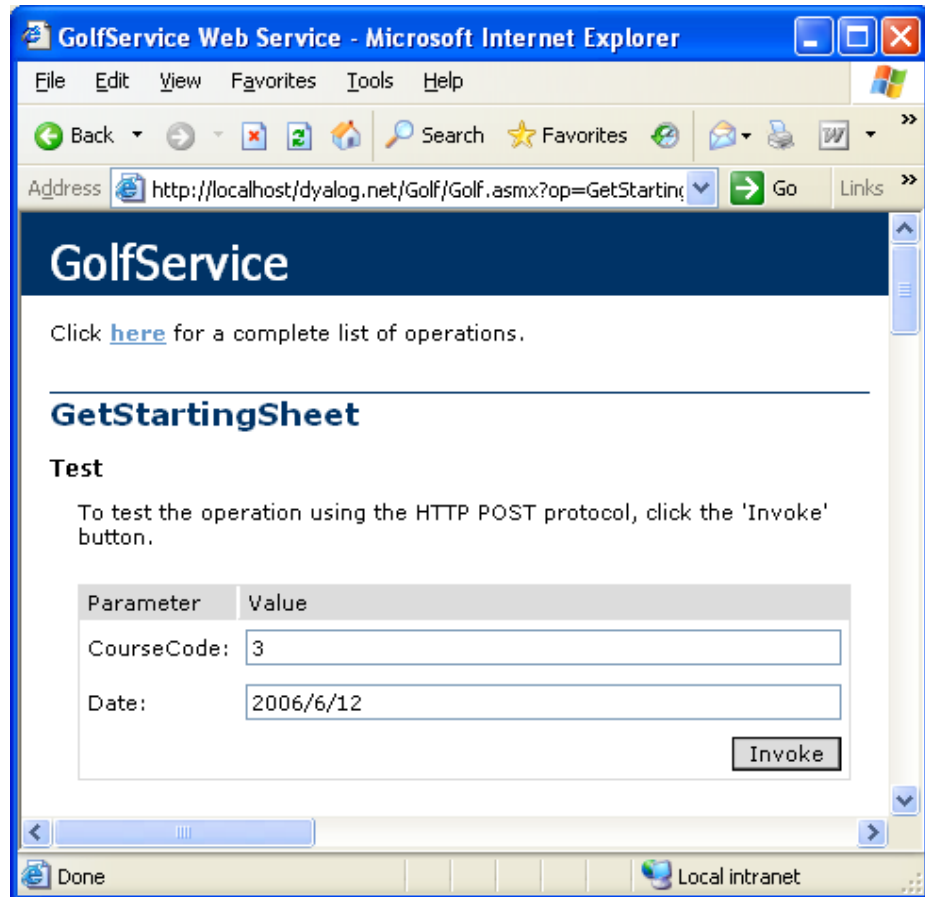 GolfService Web Service - Microsoft Internet Explorer
File Edit View Favorites Tools Help
Back Search Favorites »
Address http://localhost/dyalog.net/Golf/Golf.asmx?op=GetStarting Go Links »
GolfService
Click here for a complete list of operations.
GetStartingSheet
Test
To test the operation using the HTTP POST protocol, click the 'Invoke'
button.
Parameter Value
CourseCode: 3
Date: 2006/6/12
Invoke
Done Local intranet